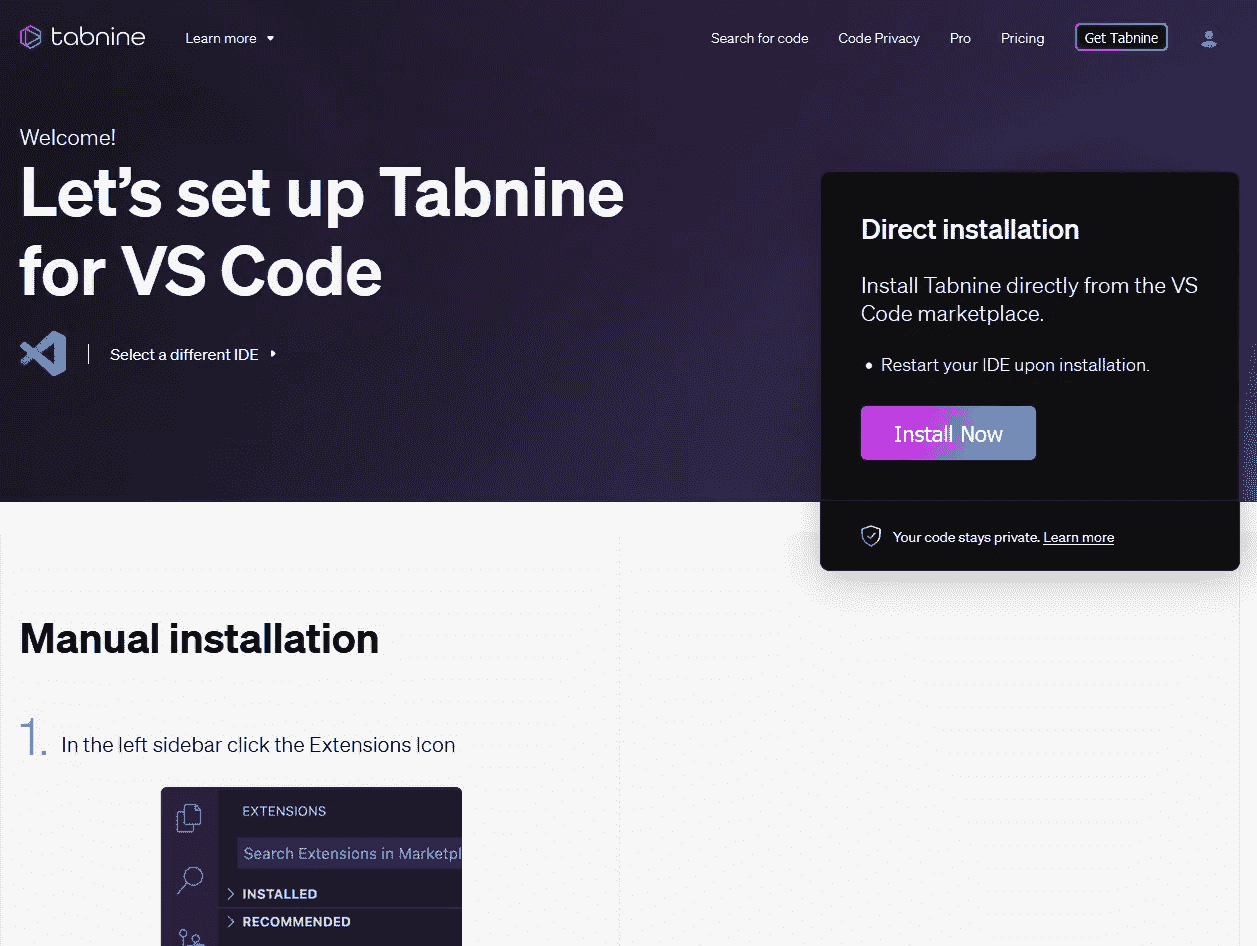 tabnine
Learn more
Search for code
Code Privacy
Pro
Pricing
Get Tabnine
Welcome!
Let’s set up Tabnine
for VS Code
Select a different IDE
Direct installation
Install Tabnine directly from the VS
Code marketplace.
• Restart your IDE upon installation.
Install Now
Your code stays private. Learn more
Manual installation
1. In the left sidebar click the Extensions Icon
EXTENSIONS
Search Extensions in Marketpl
INSTALLED
RECOMMENDED